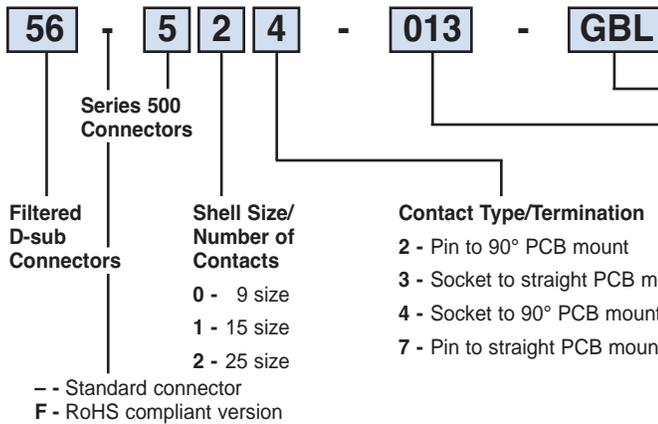 56 - 5 2 4 - 013 - GBL
Series 500
Connectors
Filtered
D-sub
Connectors
Shell Size/
Number of
Contacts
0 - 9 size
1 - 15 size
2 - 25 size
Contact Type/Termination
2 - Pin to 90° PCB mount
3 - Socket to straight PCB m
4 - Socket to 90° PCB mount
7 - Pin to straight PCB moun
– - Standard connector
F - RoHS compliant version